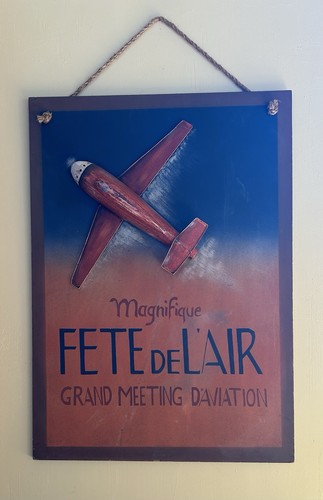 Magnifique
FETE DE L'AIR
GRAND MEETING D'AVIATION